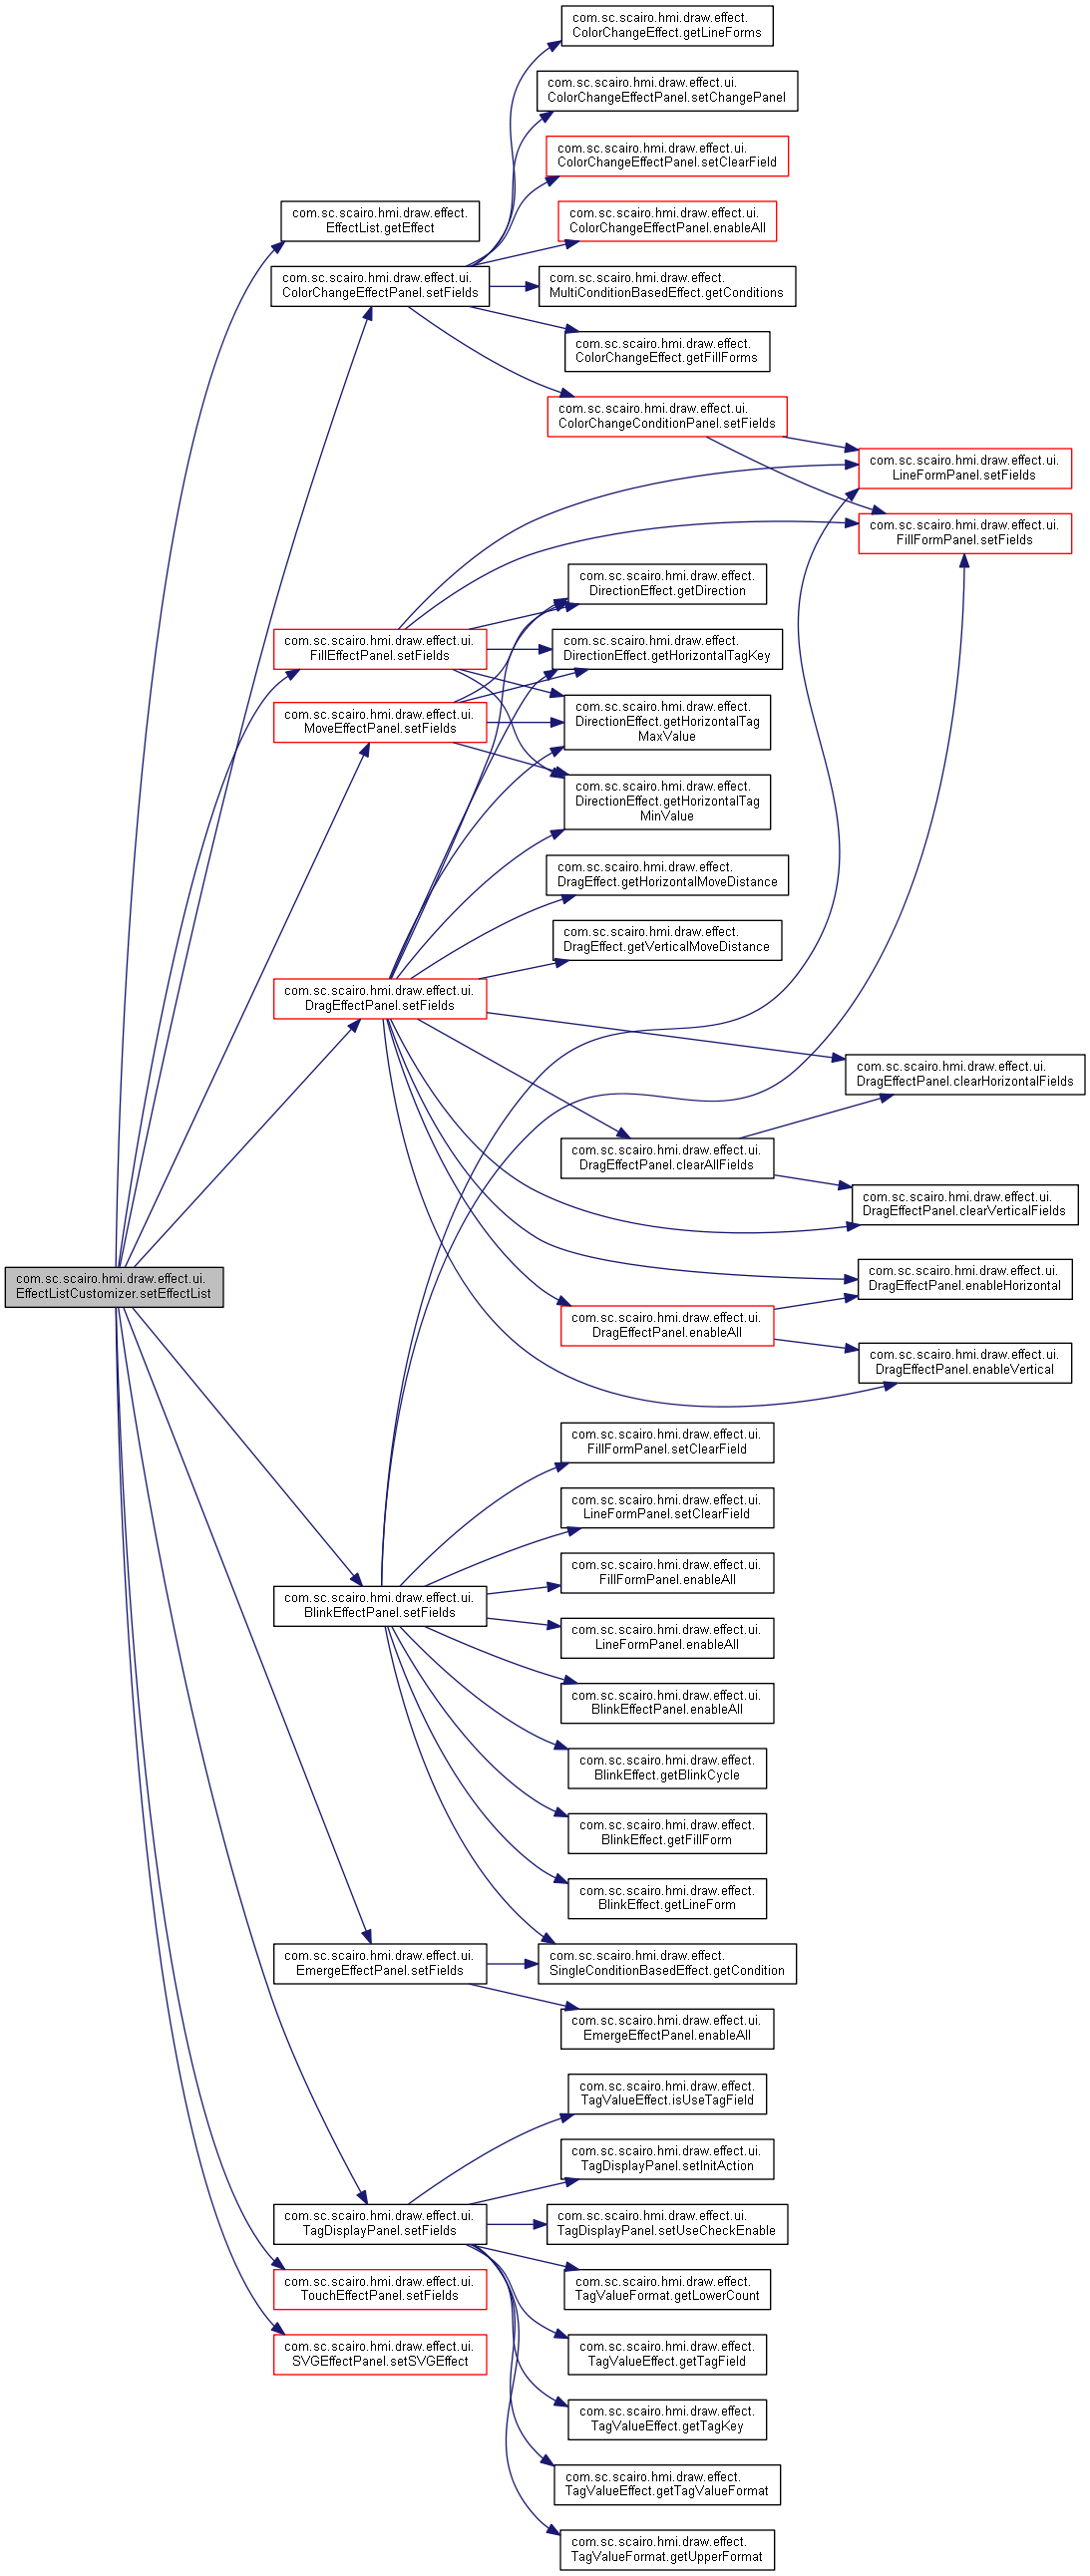 com.sc.scairo.hmi.draw.effect.
ColorChangeEffect.getLineForms
com.sc.scairo.hmi.draw.effect.ui.
ColorChangeEffectPanel.setChangePanel
com.sc.scairo.hmi.draw.effect.ui.
ColorChangeEffectPanel.setClearField
com.sc.scairo.hmi.draw.effect.
EffectList.getEffect
com.sc.scairo.hmi.draw.effect.ui.
ColorChangeEffectPanel.enableAll
com.sc.scairo.hmi.draw.effect.ui.
ColorChangeEffectPanel.setFields
com.sc.scairo.hmi.draw.effect.
MultiConditionBasedEffect.getConditions
com.sc.scairo.hmi.draw.effect.
ColorChangeEffect.getFillForms
com.sc.scairo.hmi.draw.effect.ui.
ColorChangeConditionPanel.setFields
com.sc.scairo.hmi.draw.effect.ui.
LineFormPanel.setFields
com.sc.scairo.hmi.draw.effect.ui.
FillFormPanel.setFields
com.sc.scairo.hmi.draw.effect.
DirectionEffect.getDirection
com.sc.scairo.hmi.draw.effect.ui.
FillEffectPanel.setFields
com.sc.scairo.hmi.draw.effect.
DirectionEffect.getHorizontalTagKey
com.sc.scairo.hmi.draw.effect.ui.
MoveEffectPanel.setFields
com.sc.scairo.hmi.draw.effect.
DirectionEffect.getHorizontalTag
MaxValue
com.sc.scairo.hmi.draw.effect.
DirectionEffect.getHorizontalTag
MinValue
com.sc.scairo.hmi.draw.effect.
DragEffect.getHorizontalMoveDistance
com.sc.scairo.hmi.draw.effect.
DragEffect.getVerticalMoveDistance
com.sc.scairo.hmi.draw.effect.ui.
DragEffectPanel.setFields
com.sc.scairo.hmi.draw.effect.ui.
DragEffectPanel.clearHorizontalFields
com.sc.scairo.hmi.draw.effect.ui.
DragEffectPanel.clearAllFields
com.sc.scairo.hmi.draw.effect.ui.
DragEffectPanel.clearVerticalFields
com.sc.scairo.hmi.draw.effect.ui.
EffectListCustomizer.setEffectList
com.sc.scairo.hmi.draw.effect.ui.
DragEffectPanel.enableHorizontal
com.sc.scairo.hmi.draw.effect.ui.
DragEffectPanel.enableAll
com.sc.scairo.hmi.draw.effect.ui.
DragEffectPanel.enableVertical
com.sc.scairo.hmi.draw.effect.ui.
FillFormPanel.setClearField
com.sc.scairo.hmi.draw.effect.ui.
LineFormPanel.setClearField
com.sc.scairo.hmi.draw.effect.ui.
FillFormPanel.enableAll
com.sc.scairo.hmi.draw.effect.ui.
BlinkEffectPanel.setFields
com.sc.scairo.hmi.draw.effect.ui.
LineFormPanel.enableAll
com.sc.scairo.hmi.draw.effect.ui.
BlinkEffectPanel.enableAll
com.sc.scairo.hmi.draw.effect.
BlinkEffect.getBlinkCycle
com.sc.scairo.hmi.draw.effect.
BlinkEffect.getFillForm
com.sc.scairo.hmi.draw.effect.
BlinkEffect.getLineForm
com.sc.scairo.hmi.draw.effect.ui.
EmergeEffectPanel.setFields
com.sc.scairo.hmi.draw.effect.
SingleConditionBasedEffect.getCondition
com.sc.scairo.hmi.draw.effect.ui.
EmergeEffectPanel.enableAll
com.sc.scairo.hmi.draw.effect.
TagValueEffect.isUseTagField
com.sc.scairo.hmi.draw.effect.ui.
TagDisplayPanel.setInitAction
com.sc.scairo.hmi.draw.effect.ui.
TagDisplayPanel.setFields
com.sc.scairo.hmi.draw.effect.ui.
TagDisplayPanel.setUseCheckEnable
com.sc.scairo.hmi.draw.effect.ui.
TouchEffectPanel.setFields
com.sc.scairo.hmi.draw.effect.
TagValueFormat.getLowerCount
com.sc.scairo.hmi.draw.effect.ui.
SVGEffectPanel.setSVGEffect
com.sc.scairo.hmi.draw.effect.
TagValueEffect.getTagField
com.sc.scairo.hmi.draw.effect.
TagValueEffect.getTagKey
com.sc.scairo.hmi.draw.effect.
TagValueEffect.getTagValueFormat
com.sc.scairo.hmi.draw.effect.
TagValueFormat.getUpperFormat